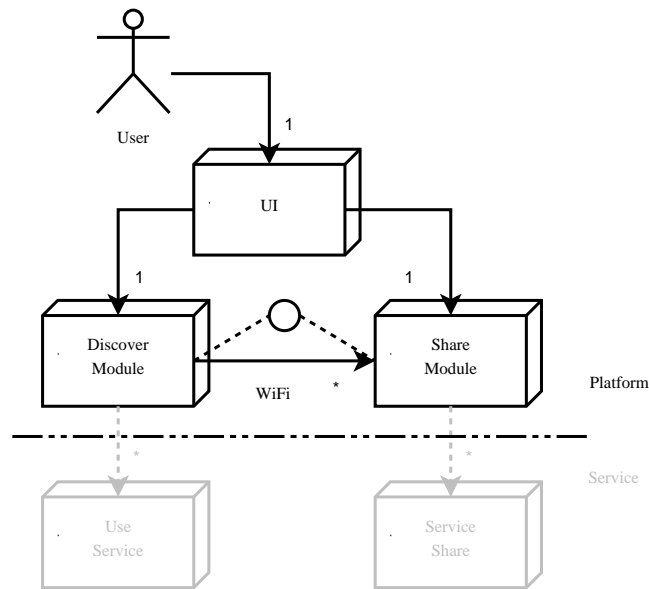 User
1
UI
1
1
Discover
Module
Share
Module
WiFi
*
Platform
*
*
Service
Use
Service
Service
Share